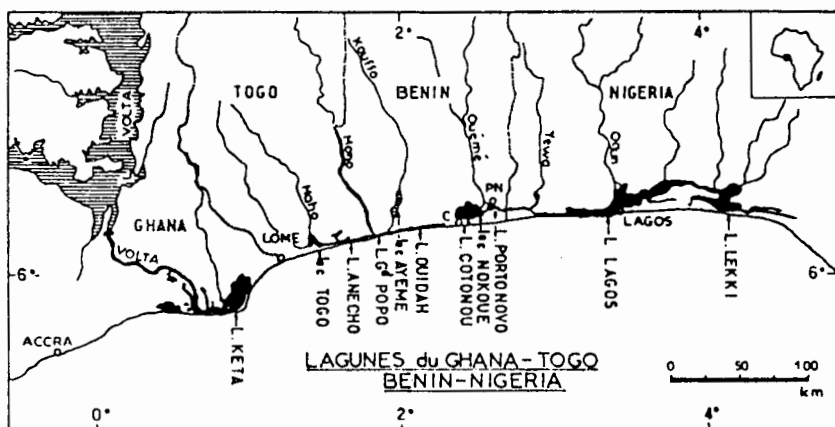 2°
4°
TOGO
BENIN
NIGERIA
Kouffo
L. VOLTA
Mono
Ouémé
Yewa
Osun
GHANA
Haho
PN
C
LOME
LAGOS
VOLTA
6°
6°
Lac TOGO
L. ANECHO
L. Gd POPO
Lac AYEME
L. OUIDAH
L. COTONOU
Lac NOKOUE
L. PORTONOVO
L. LAGOS
L. LEKKI
L. KETA
ACCRA
LAGUNES du GHANA-TOGO
BENIN-NIGERIA
0 50 100
km
0°
2°
4°